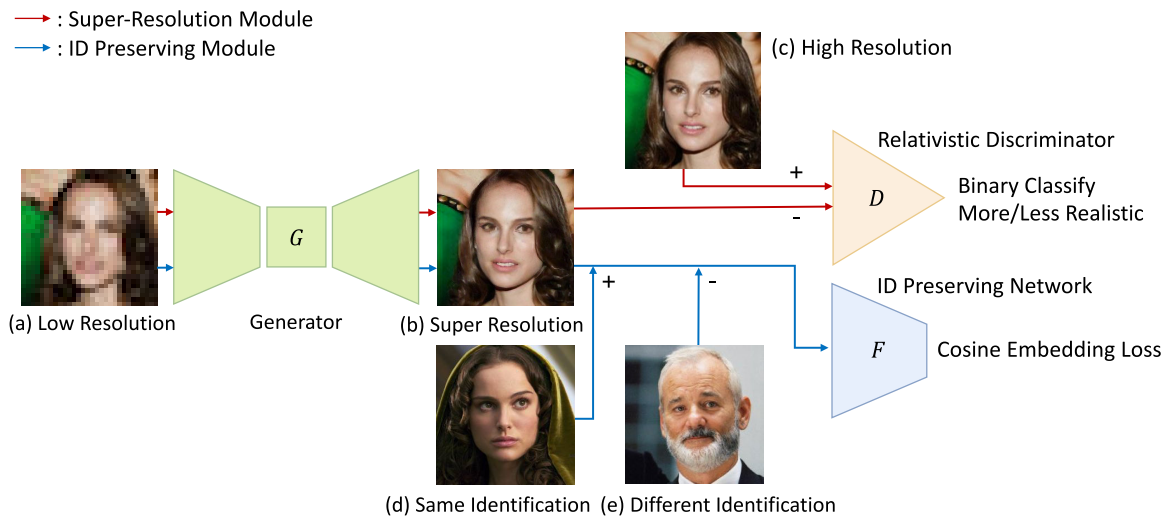 : Super-Resolution Module
: ID Preserving Module
(c) High Resolution
Relativistic Discriminator
+
D
Binary Classify
-
More/Less Realistic
G
ID Preserving Network
+
-
(a) Low Resolution
Generator
(b) Super Resolution
F
Cosine Embedding Loss
(d) Same Identification
(e) Different Identification